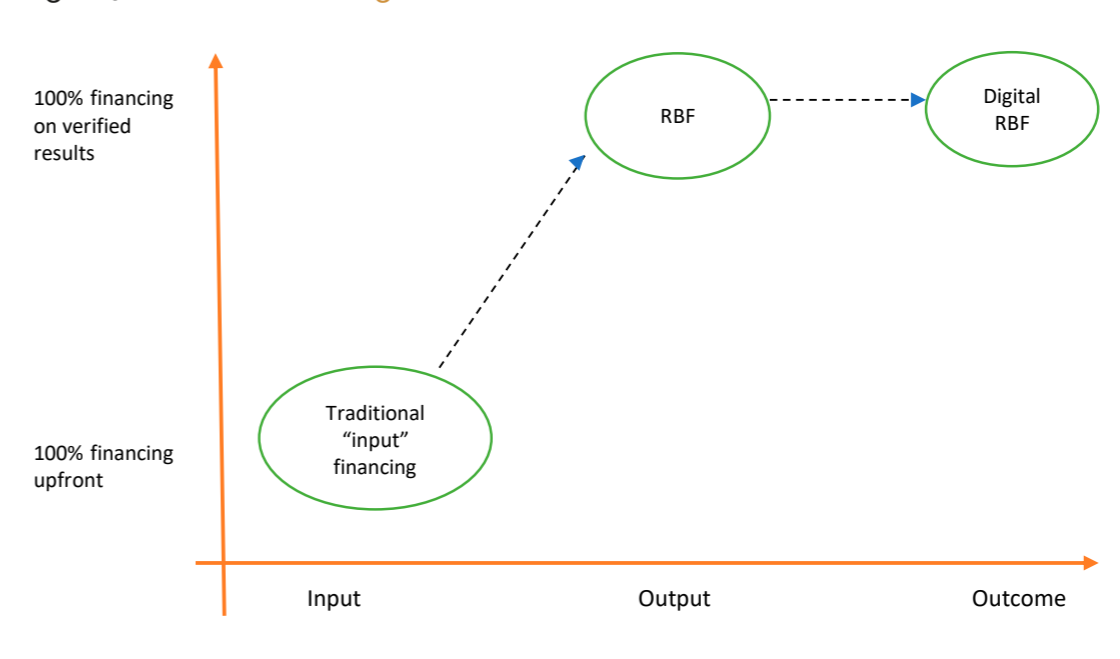 100% financing
on verified
results
RBF
Digital
RBF
Traditional
“input”
financing
100% financing
upfront
Input
Output
Outcome